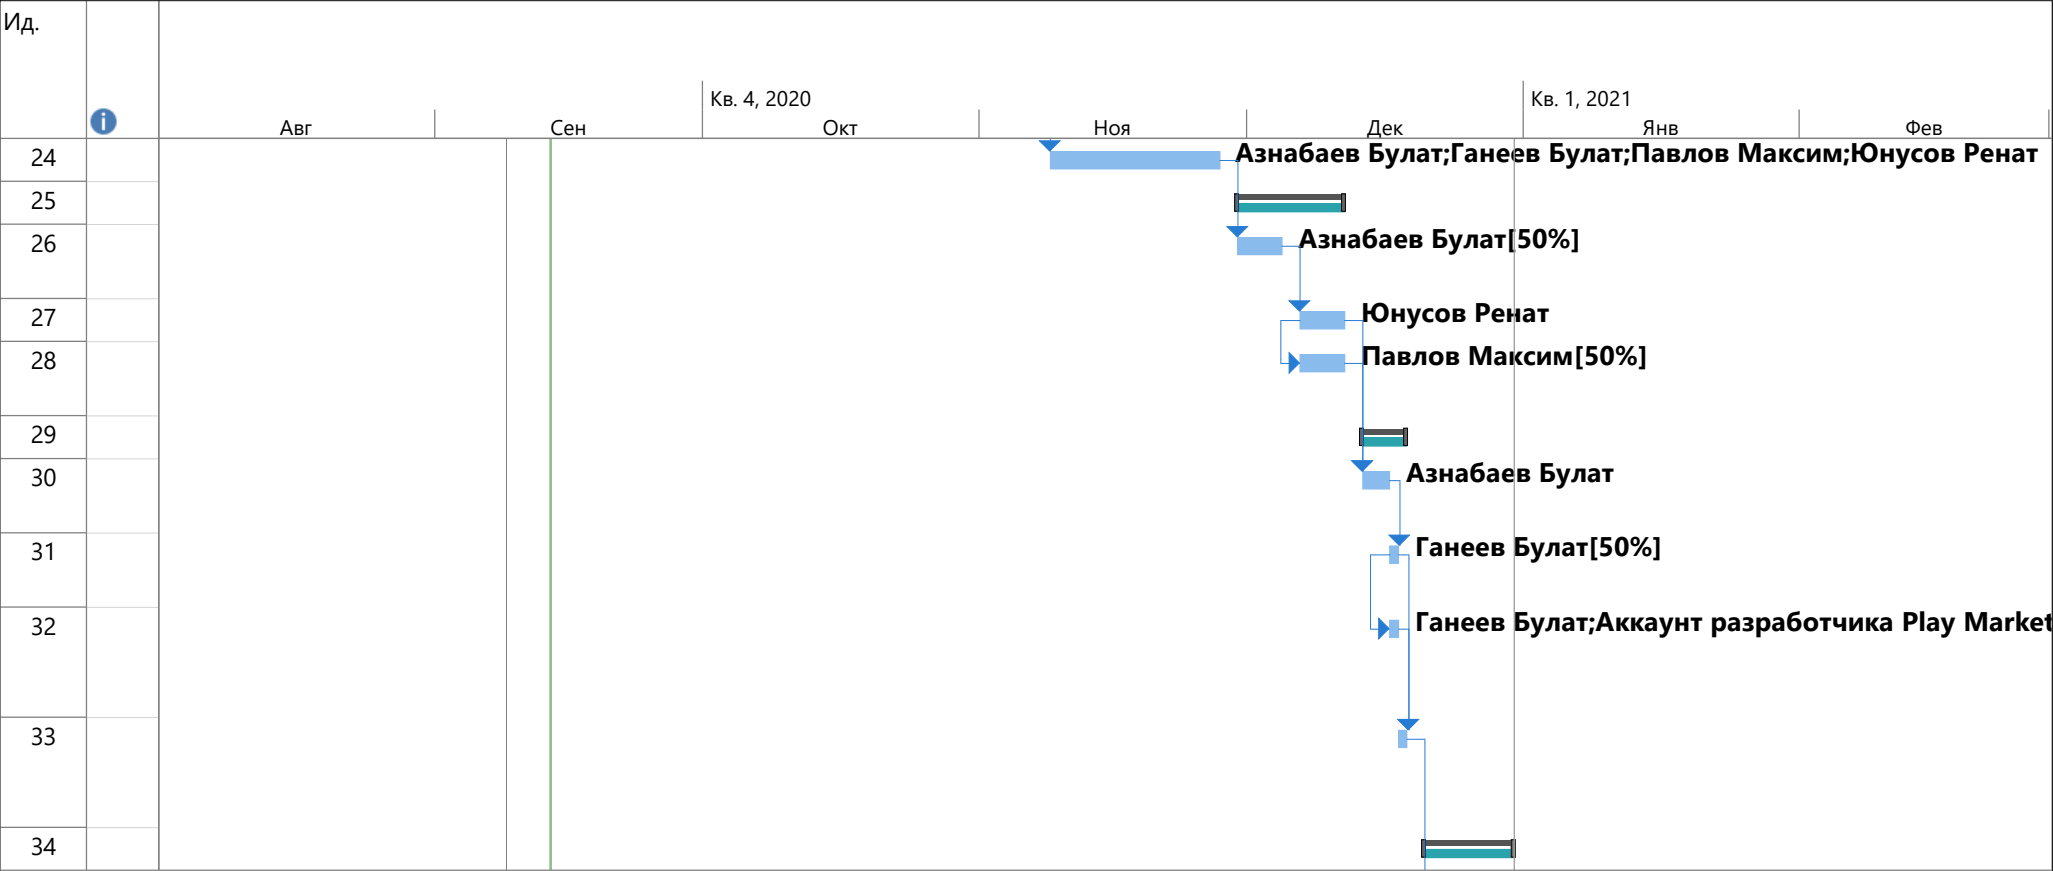 Ид.
Кв. 4, 2020
Кв. 1, 2021
Авг
Сен
Окт
Ноя
Дек
Янв
Фев
24
Азнабаев Булат;Ганеев Булат;Павлов Максим;Юнусов Ренат
25
26
Азнабаев Булат[50%]
27
Юнусов Ренат
28
Павлов Максим[50%]
29
30
Азнабаев Булат
31
Ганеев Булат[50%]
32
Ганеев Булат;Аккаунт разработчика Play Market
33
34